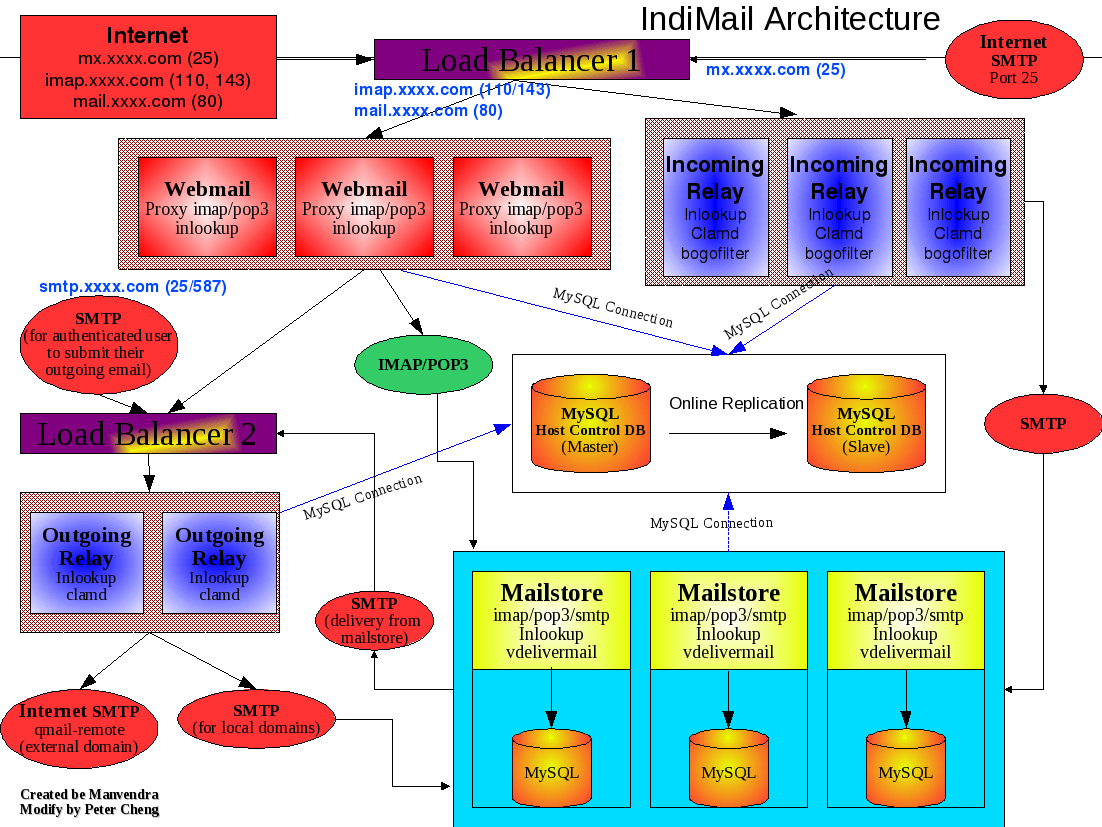 IndiMail Architecture
Internet
mx.xxxx.com (25)
imap.xxxx.com (110, 143)
mail.xxxx.com (80)
Load Balancer 1
Internet
SMTP
Port 25
mx.xxxx.com (25)
imap.xxxx.com (110/143)
mail.xxxx.com (80)
Webmail
Proxy imap/pop3
inlookup
Webmail
Proxy imap/pop3
inlookup
Webmail
Proxy imap/pop3
inlookup
Incoming
Relay
Inlookup
Clamd
bogofilter
Incoming
Relay
Inlookup
Clamd
bogofilter
Incoming
Relay
Inlookup
Clamd
bogofilter
smtp.xxxx.com (25/587)
SMTP
(for authenticated user
to submit their
outgoing email)
MySQL Connection
MySQL Connection
IMAP/POP3
MySQL
Host Control DB
(Master)
Online Replication
MySQL
Host Control DB
(Slave)
SMTP
Load Balancer 2
MySQL Connection
MySQL Connection
Outgoing
Relay
Inlookup
clamd
Outgoing
Relay
Inlookup
clamd
SMTP
(delivery from
mailstore)
Mailstore
imap/pop3/smtp
Inlookup
vdelivermail
Mailstore
imap/pop3/smtp
Inlookup
vdelivermail
Mailstore
imap/pop3/smtp
Inlookup
vdelivermail
Internet SMTP
qmail-remote
(external domain)
SMTP
(for local domains)
MySQL
MySQL
MySQL
Created be Manvendra
Modify by Peter Cheng